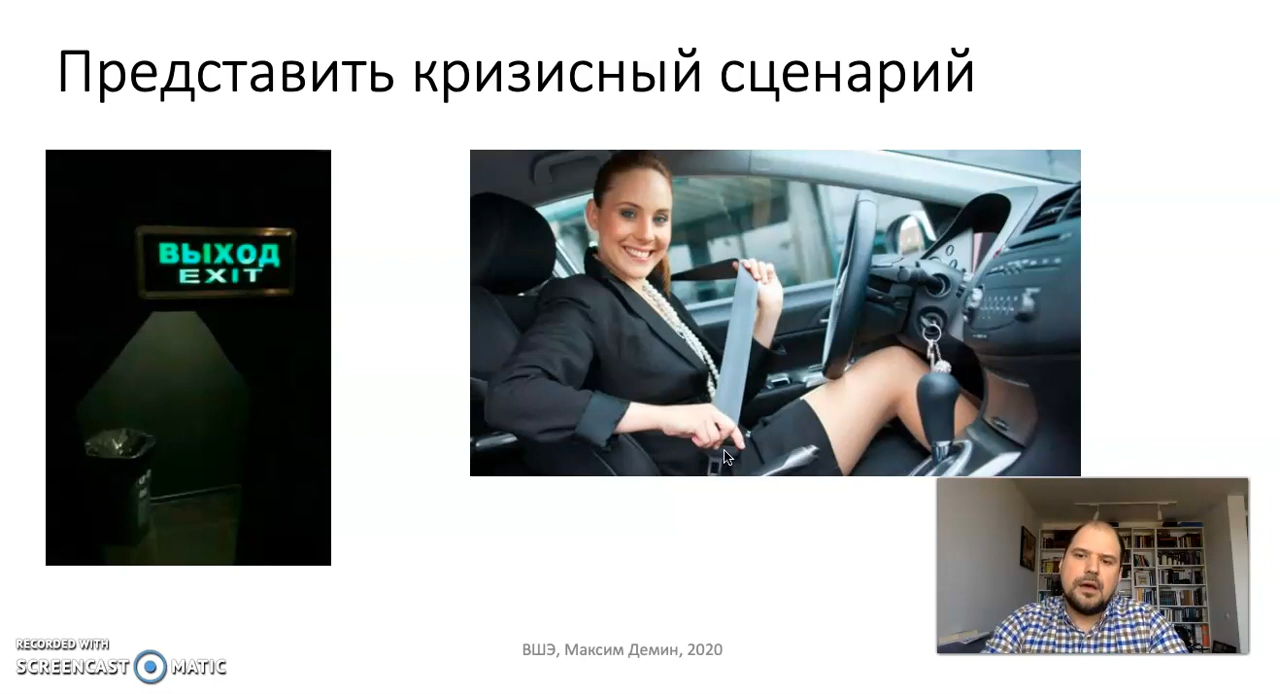 Представить кризисный сценарий
ВЫХОД
EXIT
ВШЭ, Максим Демин, 2020
RECORDED WITH
SCREENCAST MATIC